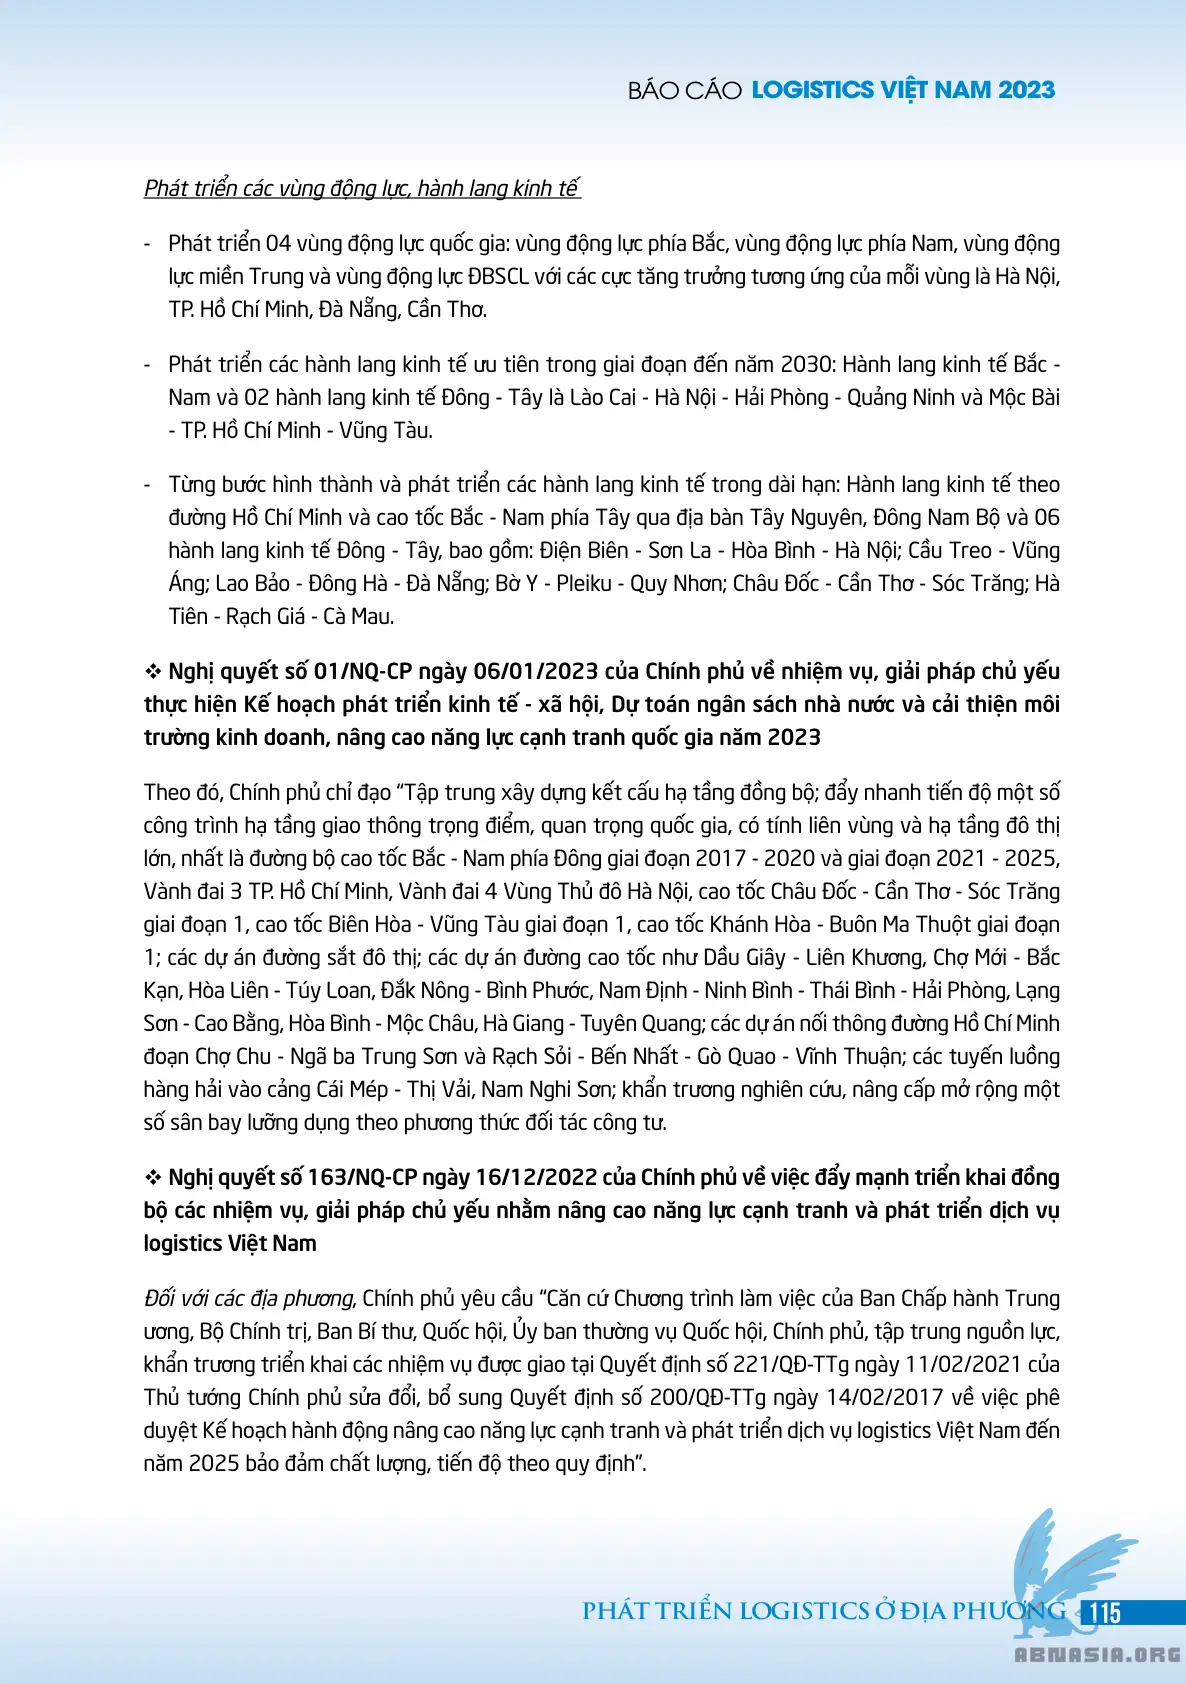 BÁO CÁO LOGISTICS VIỆT NAM 2023
Phát triển các vùng động lực, hành lang kinh tế
- Phát triển 04 vùng động lực quốc gia: vùng động lực phía Bắc, vùng động lực phía Nam, vùng động
lực miền Trung và vùng động lực ĐBSCL với các cực tăng trưởng tương ứng của mỗi vùng là Hà Nội,
TP. Hồ Chí Minh, Đà Nẵng, Cần Thơ.
- Phát triển các hành lang kinh tế ưu tiên trong giai đoạn đến năm 2030: Hành lang kinh tế Bắc -
Nam và 02 hành lang kinh tế Đông - Tây là Lào Cai - Hà Nội - Hải Phòng - Quảng Ninh và Mộc Bài
- TP. Hồ Chí Minh - Vũng Tàu.
- Từng bước hình thành và phát triển các hành lang kinh tế trong dài hạn: Hành lang kinh tế theo
đường Hồ Chí Minh và cao tốc Bắc - Nam phía Tây qua địa bàn Tây Nguyên, Đông Nam Bộ và 06
hành lang kinh tế Đông - Tây, bao gồm: Điện Biên - Sơn La - Hòa Bình - Hà Nội; Cầu Treo - Vũng
Áng; Lao Bảo - Đông Hà - Đà Nẵng; Bờ Y - Pleiku - Quy Nhơn; Châu Đốc - Cần Thơ - Sóc Trăng; Hà
Tiên - Rạch Giá - Cà Mau.
❖ Nghị quyết số 01/NQ-CP ngày 06/01/2023 của Chính phủ về nhiệm vụ, giải pháp chủ yếu
thực hiện Kế hoạch phát triển kinh tế - xã hội, Dự toán ngân sách nhà nước và cải thiện môi
trường kinh doanh, nâng cao năng lực cạnh tranh quốc gia năm 2023
Theo đó, Chính phủ chỉ đạo “Tập trung xây dựng kết cấu hạ tầng đồng bộ; đẩy nhanh tiến độ một số
công trình hạ tầng giao thông trọng điểm, quan trọng quốc gia, có tính liên vùng và hạ tầng đô thị
lớn, nhất là đường bộ cao tốc Bắc - Nam phía Đông giai đoạn 2017 - 2020 và giai đoạn 2021 - 2025,
Vành đai 3 TP. Hồ Chí Minh, Vành đai 4 Vùng Thủ đô Hà Nội, cao tốc Châu Đốc - Cần Thơ - Sóc Trăng
giai đoạn 1, cao tốc Biên Hòa - Vũng Tàu giai đoạn 1, cao tốc Khánh Hòa - Buôn Ma Thuột giai đoạn
1; các dự án đường sắt đô thị; các dự án đường cao tốc như Dầu Giây - Liên Khương, Chợ Mới - Bắc
Kạn, Hòa Liên - Túy Loan, Đắk Nông - Bình Phước, Nam Định - Ninh Bình - Thái Bình - Hải Phòng, Lạng
Sơn - Cao Bằng, Hòa Bình - Mộc Châu, Hà Giang - Tuyên Quang; các dự án nối thông đường Hồ Chí Minh
đoạn Chợ Chu - Ngã ba Trung Sơn và Rạch Sỏi - Bến Nhất - Gò Quao - Vĩnh Thuận; các tuyến luồng
hàng hải vào cảng Cái Mép - Thị Vải, Nam Nghi Sơn; khẩn trương nghiên cứu, nâng cấp mở rộng một
số sân bay lưỡng dụng theo phương thức đối tác công tư.
❖ Nghị quyết số 163/NQ-CP ngày 16/12/2022 của Chính phủ về việc đẩy mạnh triển khai đồng
bộ các nhiệm vụ, giải pháp chủ yếu nhằm nâng cao năng lực cạnh tranh và phát triển dịch vụ
logistics Việt Nam
Đối với các địa phương, Chính phủ yêu cầu “Căn cứ Chương trình làm việc của Ban Chấp hành Trung
ương, Bộ Chính trị, Ban Bí thư, Quốc hội, Ủy ban thường vụ Quốc hội, Chính phủ, tập trung nguồn lực,
khẩn trương triển khai các nhiệm vụ được giao tại Quyết định số 221/QĐ-TTg ngày 11/02/2021 của
Thủ tướng Chính phủ sửa đổi, bổ sung Quyết định số 200/QĐ-TTg ngày 14/02/2017 về việc phê
duyệt Kế hoạch hành động nâng cao năng lực cạnh tranh và phát triển dịch vụ logistics Việt Nam đến
năm 2025 bảo đảm chất lượng, tiến độ theo quy định”.
PHÁT TRIỂN LOGISTICS Ở ĐỊA PHƯƠNG 115
ABNASIA.ORG